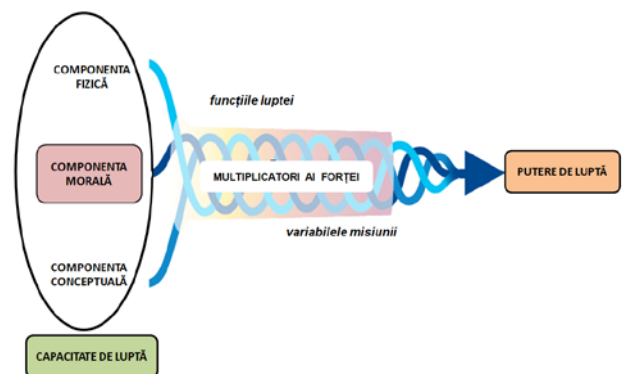 COMPONENTA
FIZICĂ
funcțiile luptei
COMPONENTA
MORALĂ
MULTIPLICATORI AI FORȚEI
PUTERE DE LUPTĂ
variabilele misiunii
COMPONENTA
CONCEPTUALĂ
CAPACITATE DE LUPTĂ